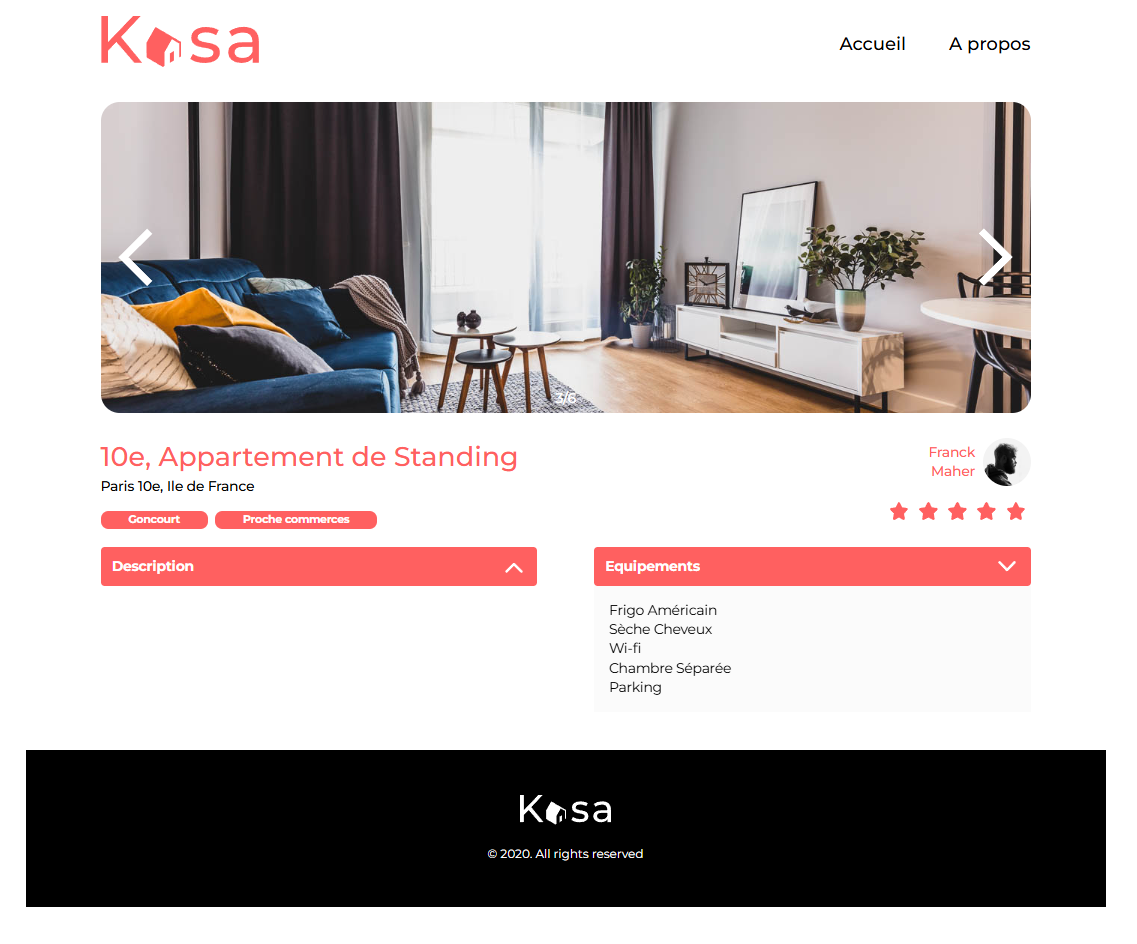 Kasa
Accueil
A propos
3/6
10e, Appartement de Standing
Paris 10e, Ile de France
Franck
Maher
Goncourt
Proche commerces
Description
Equipements
Frigo Américain
Sèche Cheveux
Wi-fi
Chambre Séparée
Parking
Kasa
© 2020. All rights reserved